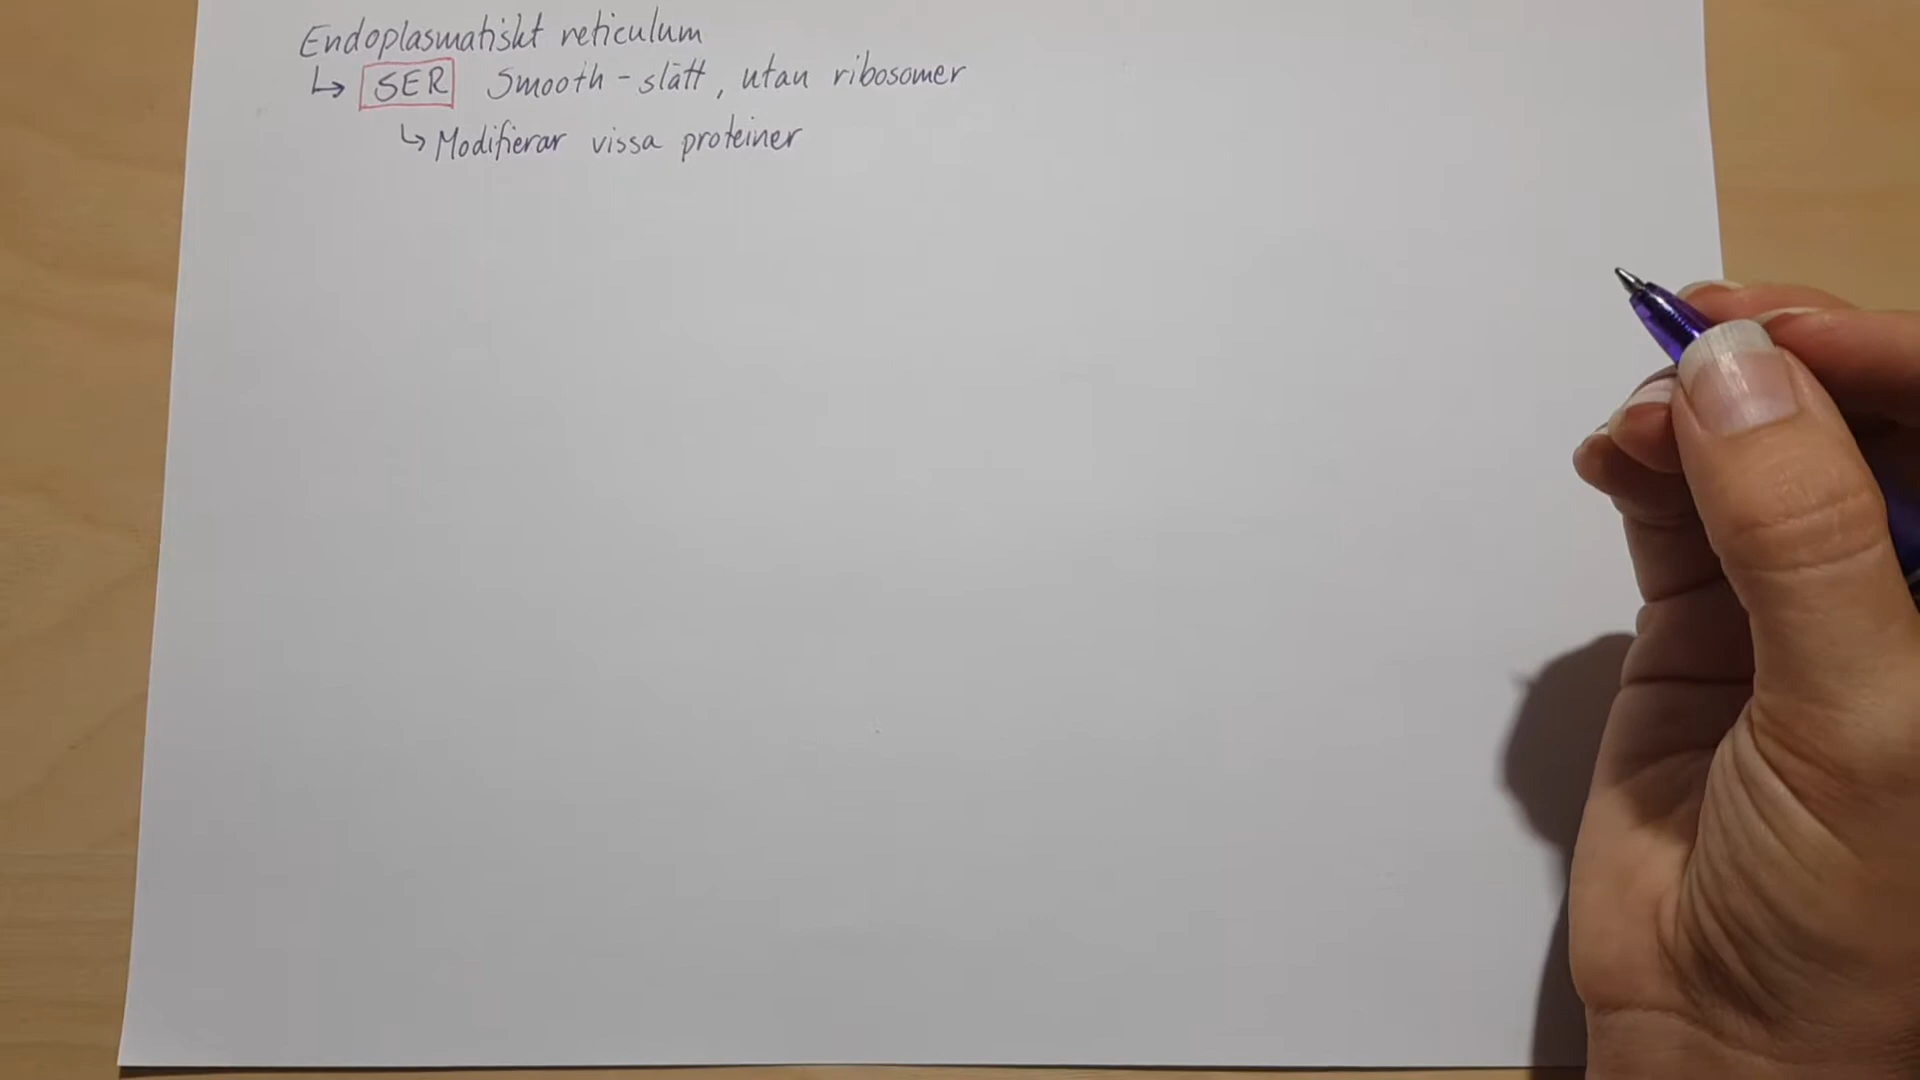 Endoplasmatiskt reticulum
↳ SER Smooth - slätt, utan ribosomer
↳ Modifierar vissa proteiner